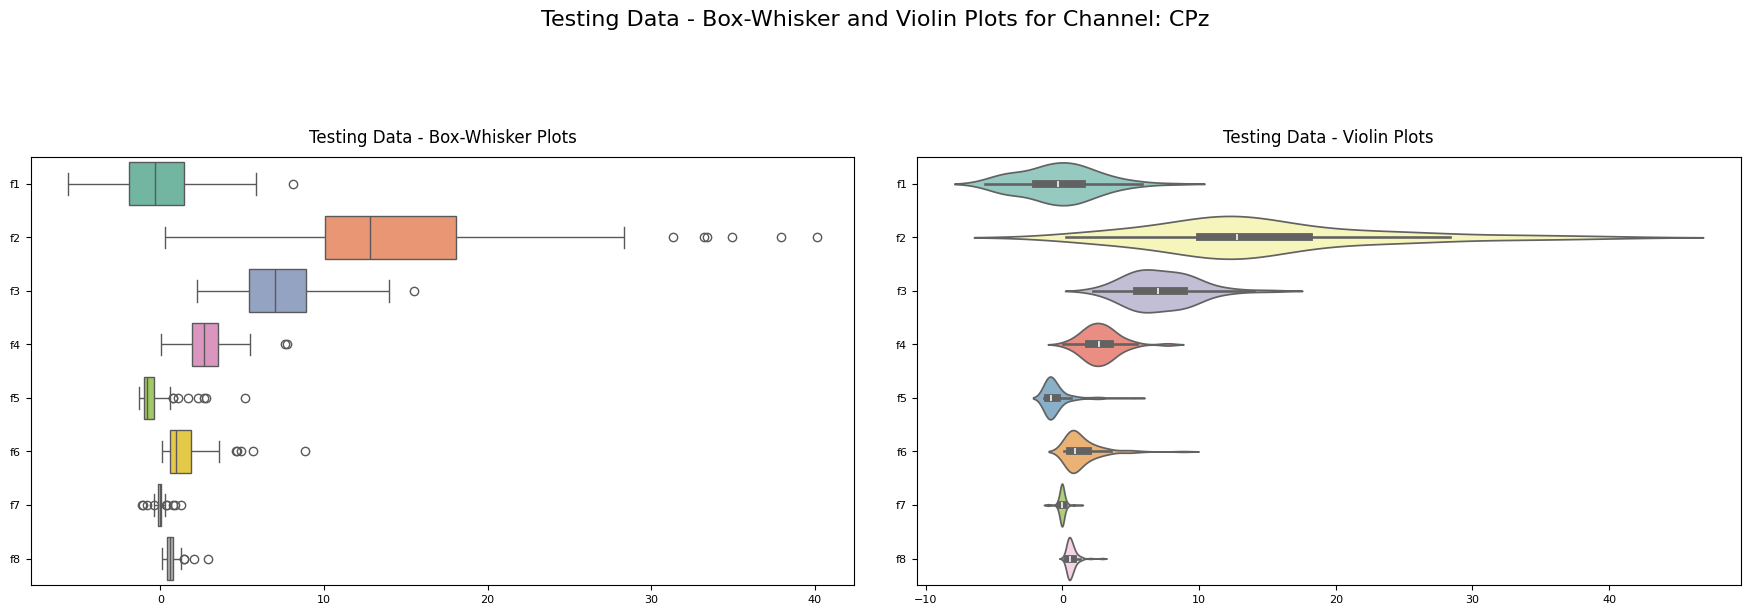 Testing Data - Box-Whisker and Violin Plots for Channel: CPz
Testing Data - Box-Whisker Plots
f1
f2
f3
f4
f5
f6
f7
f8
0 10 20 30 40
Testing Data - Violin Plots
f1
f2
f3
f4
f5
f6
f7
f8
−10 0 10 20 30 40